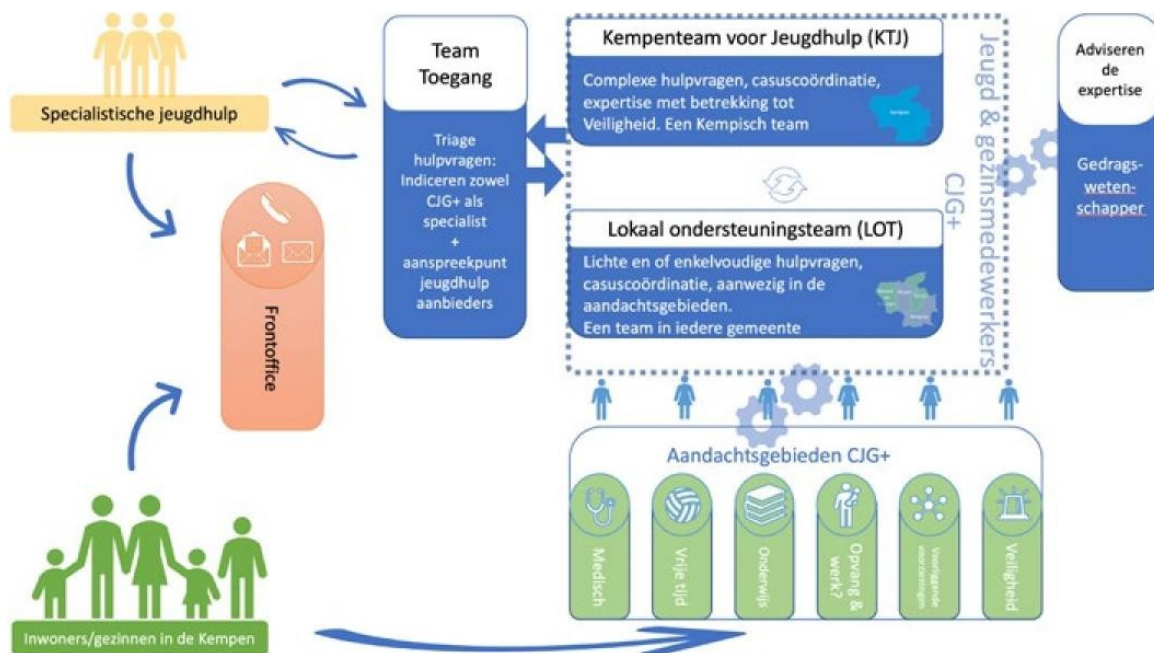 Specialistische jeugdhulp
Frontoffice
Inwoners/gezinnen in de Kempen
Team
Toegang
Triage
hulpvragen:
Indiceren zowel
CJG+ als
specialist
+
aanspreekpunt
jeugdhulp
aanbieders
Kempenteam voor Jeugdhulp (KTJ)
Complexe hulpvragen, casuscoördinatie,
expertise met betrekking tot
Veiligheid. Een Kempisch team
Lokaal ondersteuningsteam (LOT)
Lichte en of enkelvoudige hulpvragen,
casuscoördinatie, aanwezig in de
aandachtsgebieden.
Een team in iedere gemeente
Jeugd & gezinsmedewerkers
CJG+
Adviseren
de
expertise
Gedrags-
weten-
schapper
Aandachtsgebieden CJG+
Medisch
Vrije tijd
Onderwijs
Opvang &
werk?
Voorliggende
voorzieningen
Veiligheid